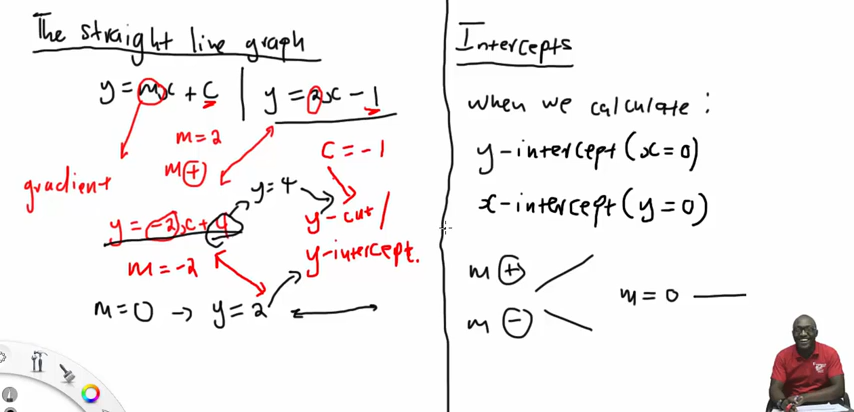 The straight line graph
y = mx + c | y = 2x - 1
m = 2
c = -1
m +
gradient
y = 4
y = -2x + 4
y-cut /
y-intercept.
m = -2
m = 0 → y = 2
Intercepts
when we calculate :
y-intercept (x = 0)
x-intercept (y = 0)
m +
m = 0
m -